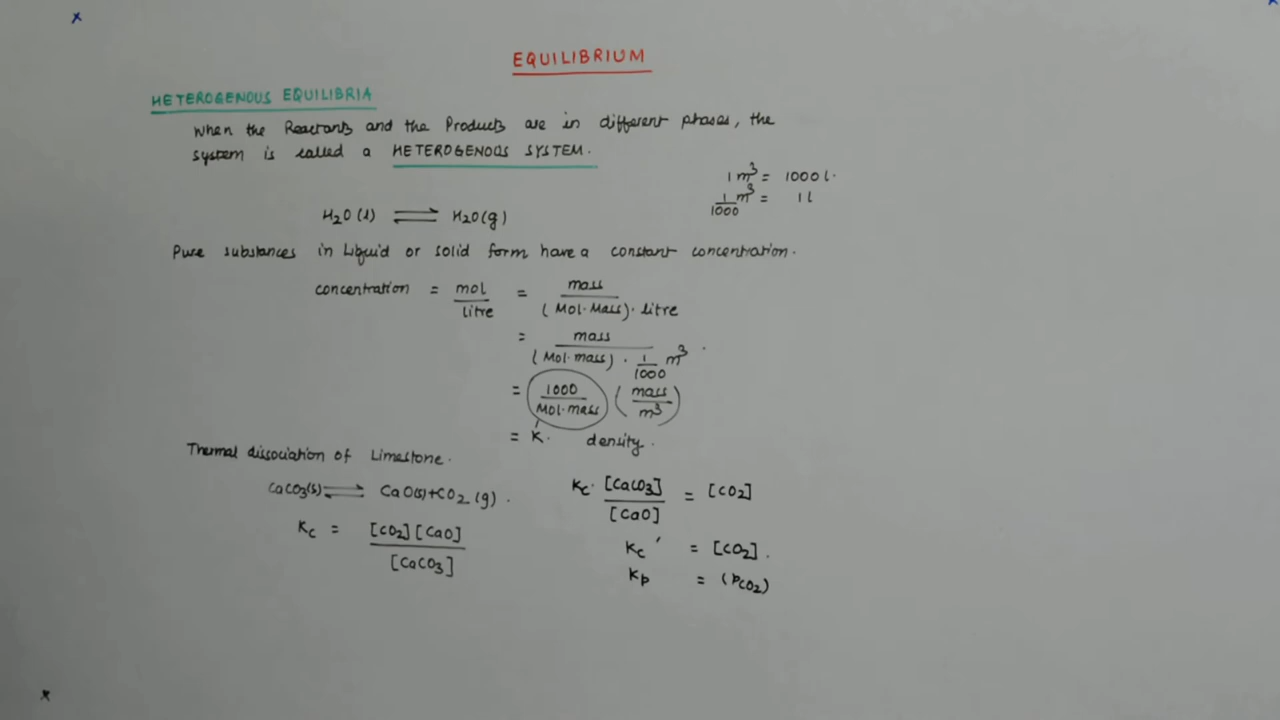 EQUILIBRIUM
HETEROGENOUS EQUILIBRIA
When the Reactants and the Products are in different phases, the
system is called a HETEROGENOUS SYSTEM.
1 m³ = 1000 l.
1/1000 m³ = 1 l
H₂O (l) ⇌ H₂O (g)
Pure substances in Liquid or solid form have a constant concentration.
concentration = mol/litre = mass/(Mol. Mass). litre
= mass/(Mol. mass) . 1/1000 m³
= 1000/Mol. mass (mass/m³)
= K. density.
Thermal dissociation of Limestone.
CaCO₃(s) ⇌ CaO(s) + CO₂ (g).
Kc = [CO₂][CaO]/[CaCO₃]
Kc. [CaCO₃]/[CaO] = [CO₂]
Kc' = [CO₂].
Kp = (PCO₂)